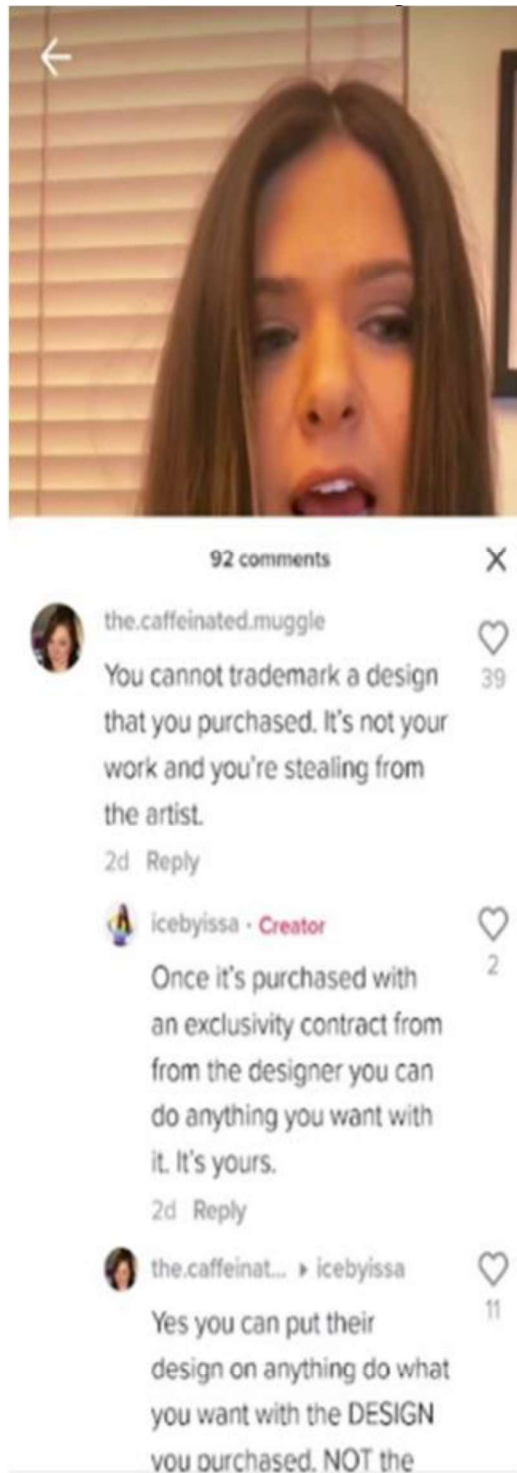 92 comments
the.caffeinated.muggle
You cannot trademark a design
39
that you purchased. It's not your
work and you're stealing from
the artist.
2d Reply
icebyissa · Creator
2
Once it's purchased with
an exclusivity contract from
from the designer you can
do anything you want with
it. It's yours.
2d Reply
the.caffeinat... ▸ icebyissa
11
Yes you can put their
design on anything do what
you want with the DESIGN
you purchased. NOT the